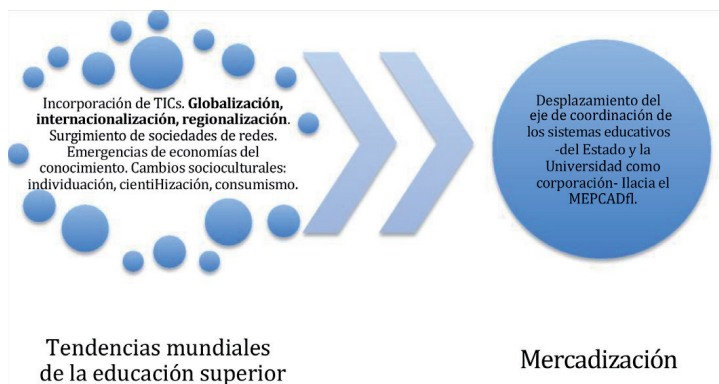 Incorporación de TICs. Globalización,
internacionalización, regionalización.
Surgimiento de sociedades de redes.
Emergencias de economías del
conocimiento. Cambios socioculturales:
individuación, cientiHización, consumismo.
Desplazamiento del
eje de coordinación de
los sistemas educativos
-del Estado y la
Universidad como
corporación- Ilacia el
MEPCADfl.
Tendencias mundiales
de la educación superior
Mercadización